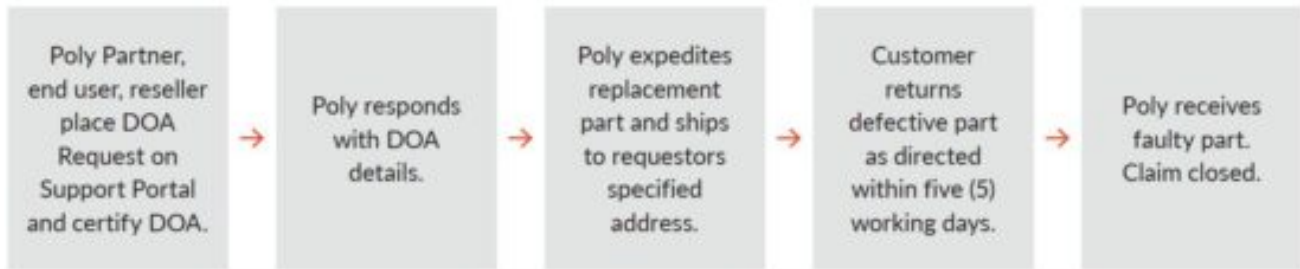 Poly Partner,
end user, reseller
place DOA
Request on
Support Portal
and certify DOA.
Poly responds
with DOA
details.
Poly expedites
replacement
part and ships
to requestors
specified
address.
Customer
returns
defective part
as directed
within five (5)
working days.
Poly receives
faulty part.
Claim closed.